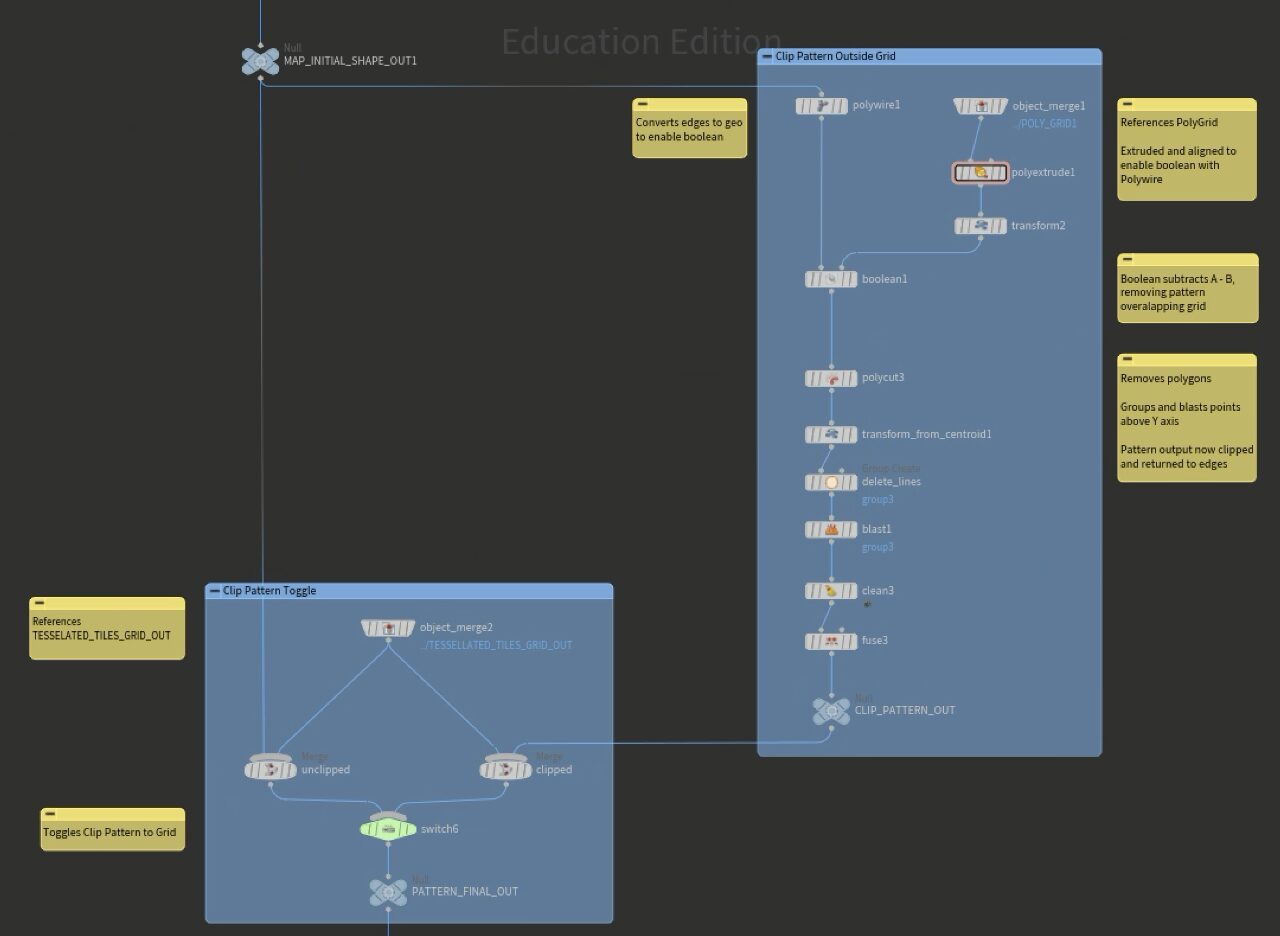 Education Edition
Null
MAP_INITIAL_SHAPE_OUT1
Clip Pattern Outside Grid
Converts edges to geo
to enable boolean
polywire1
object_merge1
../POLY_GRID1
polyextrude1
transform2
boolean1
polycut3
transform_from_centroid1
Group Create
delete_lines
group3
blast1
group3
clean3
fuse3
Null
CLIP_PATTERN_OUT
References PolyGrid
Extruded and aligned to
enable boolean with
Polywire
Boolean subtracts A - B,
removing pattern
overalapping grid
Removes polygons
Groups and blasts points
above Y axis
Pattern output now clipped
and returned to edges
References
TESSELATED_TILES_GRID_OUT
Clip Pattern Toggle
object_merge2
../TESSELLATED_TILES_GRID_OUT
Merge
unclipped
Merge
clipped
Toggles Clip Pattern to Grid
switch6
Null
PATTERN_FINAL_OUT